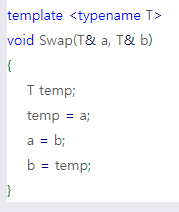 template <typename T>
void Swap(T& a, T& b)
{
T temp;
temp = a;
a = b;
b = temp;
}